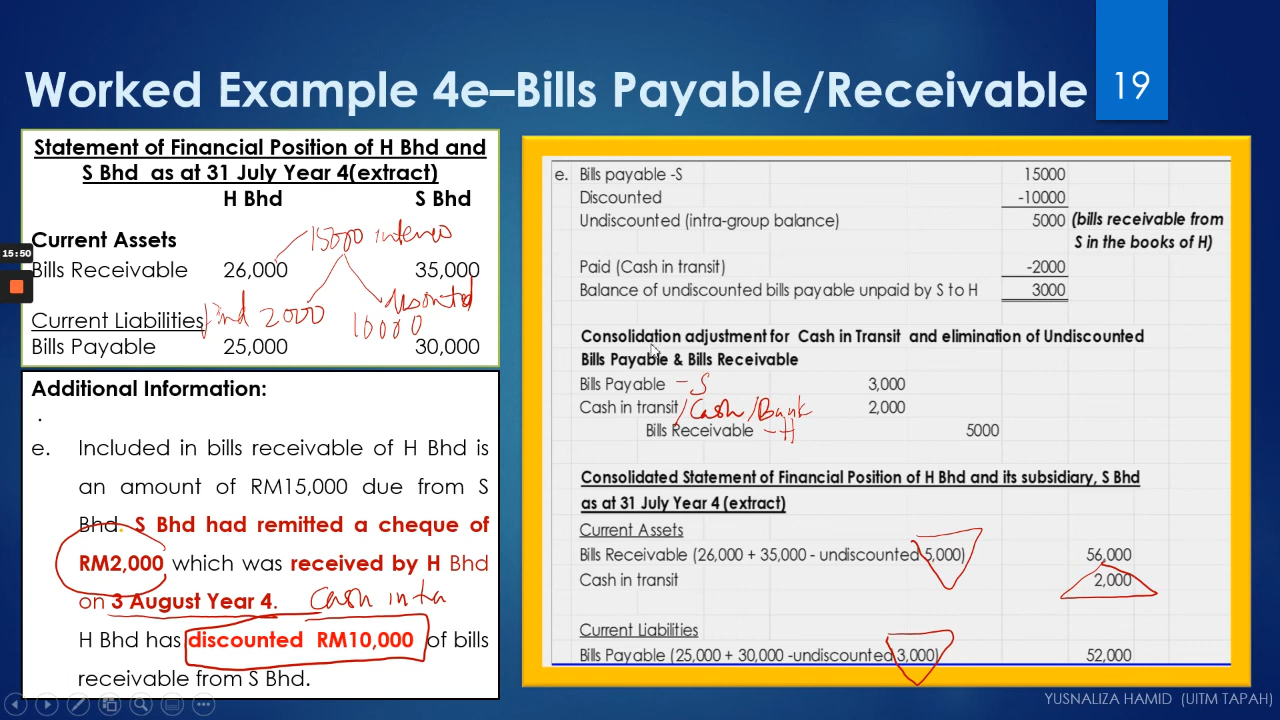 Worked Example 4e–Bills Payable/Receivable
19
Statement of Financial Position of H Bhd and
S Bhd as at 31 July Year 4(extract)
H Bhd S Bhd
15000
Current Assets
15:50
Bills Receivable 26,000 35,000
2000 10000
Current Liabilities
Bills Payable 25,000 30,000
Additional Information:
.
e. Included in bills receivable of H Bhd is
an amount of RM15,000 due from S
Bhd. S Bhd had remitted a cheque of
RM2,000 which was received by H Bhd
on 3 August Year 4. Cash in
H Bhd has discounted RM10,000 of bills
receivable from S Bhd.
e. Bills payable -S 15000
Discounted -10000
Undiscounted (intra-group balance) 5000 (bills receivable from
S in the books of H)
Paid (Cash in transit) -2000
Balance of undiscounted bills payable unpaid by S to H 3000
Consolidation adjustment for Cash in Transit and elimination of Undiscounted
Bills Payable & Bills Receivable
Bills Payable - S 3,000
Cash in transit /Cash /Bank 2,000
Bills Receivable - H 5000
Consolidated Statement of Financial Position of H Bhd and its subsidiary, S Bhd
as at 31 July Year 4 (extract)
Current Assets
Bills Receivable (26,000 + 35,000 - undiscounted 5,000) 56,000
Cash in transit 2,000
Current Liabilities
Bills Payable (25,000 + 30,000 -undiscounted 3,000) 52,000
YUSNALIZA HAMID (UITM TAPAH)